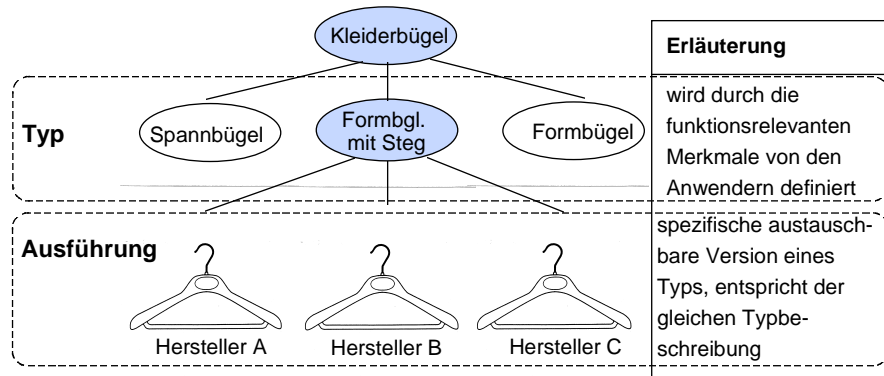 Kleiderbügel
Erläuterung
Typ
Spannbügel
Formbgl.
mit Steg
Formbügel
wird durch die
funktionsrelevanten
Merkmale von den
Anwendern definiert
Ausführung
Hersteller A
Hersteller B
Hersteller C
spezifische austausch-
bare Version eines
Typs, entspricht der
gleichen Typbe-
schreibung